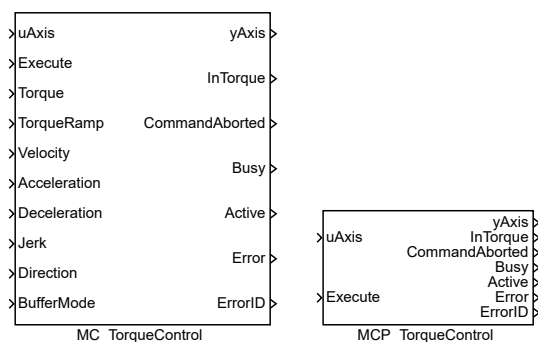 uAxis
Execute
Torque
TorqueRamp
Velocity
Acceleration
Deceleration
Jerk
Direction
BufferMode
yAxis
InTorque
CommandAborted
Busy
Active
Error
ErrorID
MC_TorqueControl
uAxis
Execute
yAxis
InTorque
CommandAborted
Busy
Active
Error
ErrorID
MCP_TorqueControl